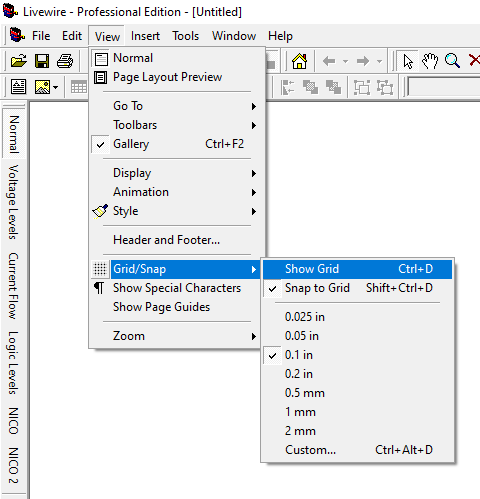 Livewire - Professional Edition - [Untitled]
File Edit View Insert Tools Window Help
Normal
Page Layout Preview
Go To
Toolbars
Gallery Ctrl+F2
Display
Animation
Style
Header and Footer...
Grid/Snap
Show Special Characters
Show Page Guides
Zoom
Show Grid Ctrl+D
Snap to Grid Shift+Ctrl+D
0.025 in
0.05 in
0.1 in
0.2 in
0.5 mm
1 mm
2 mm
Custom... Ctrl+Alt+D
Normal
Voltage Levels
Current Flow
Logic Levels
NICO
NICO 2